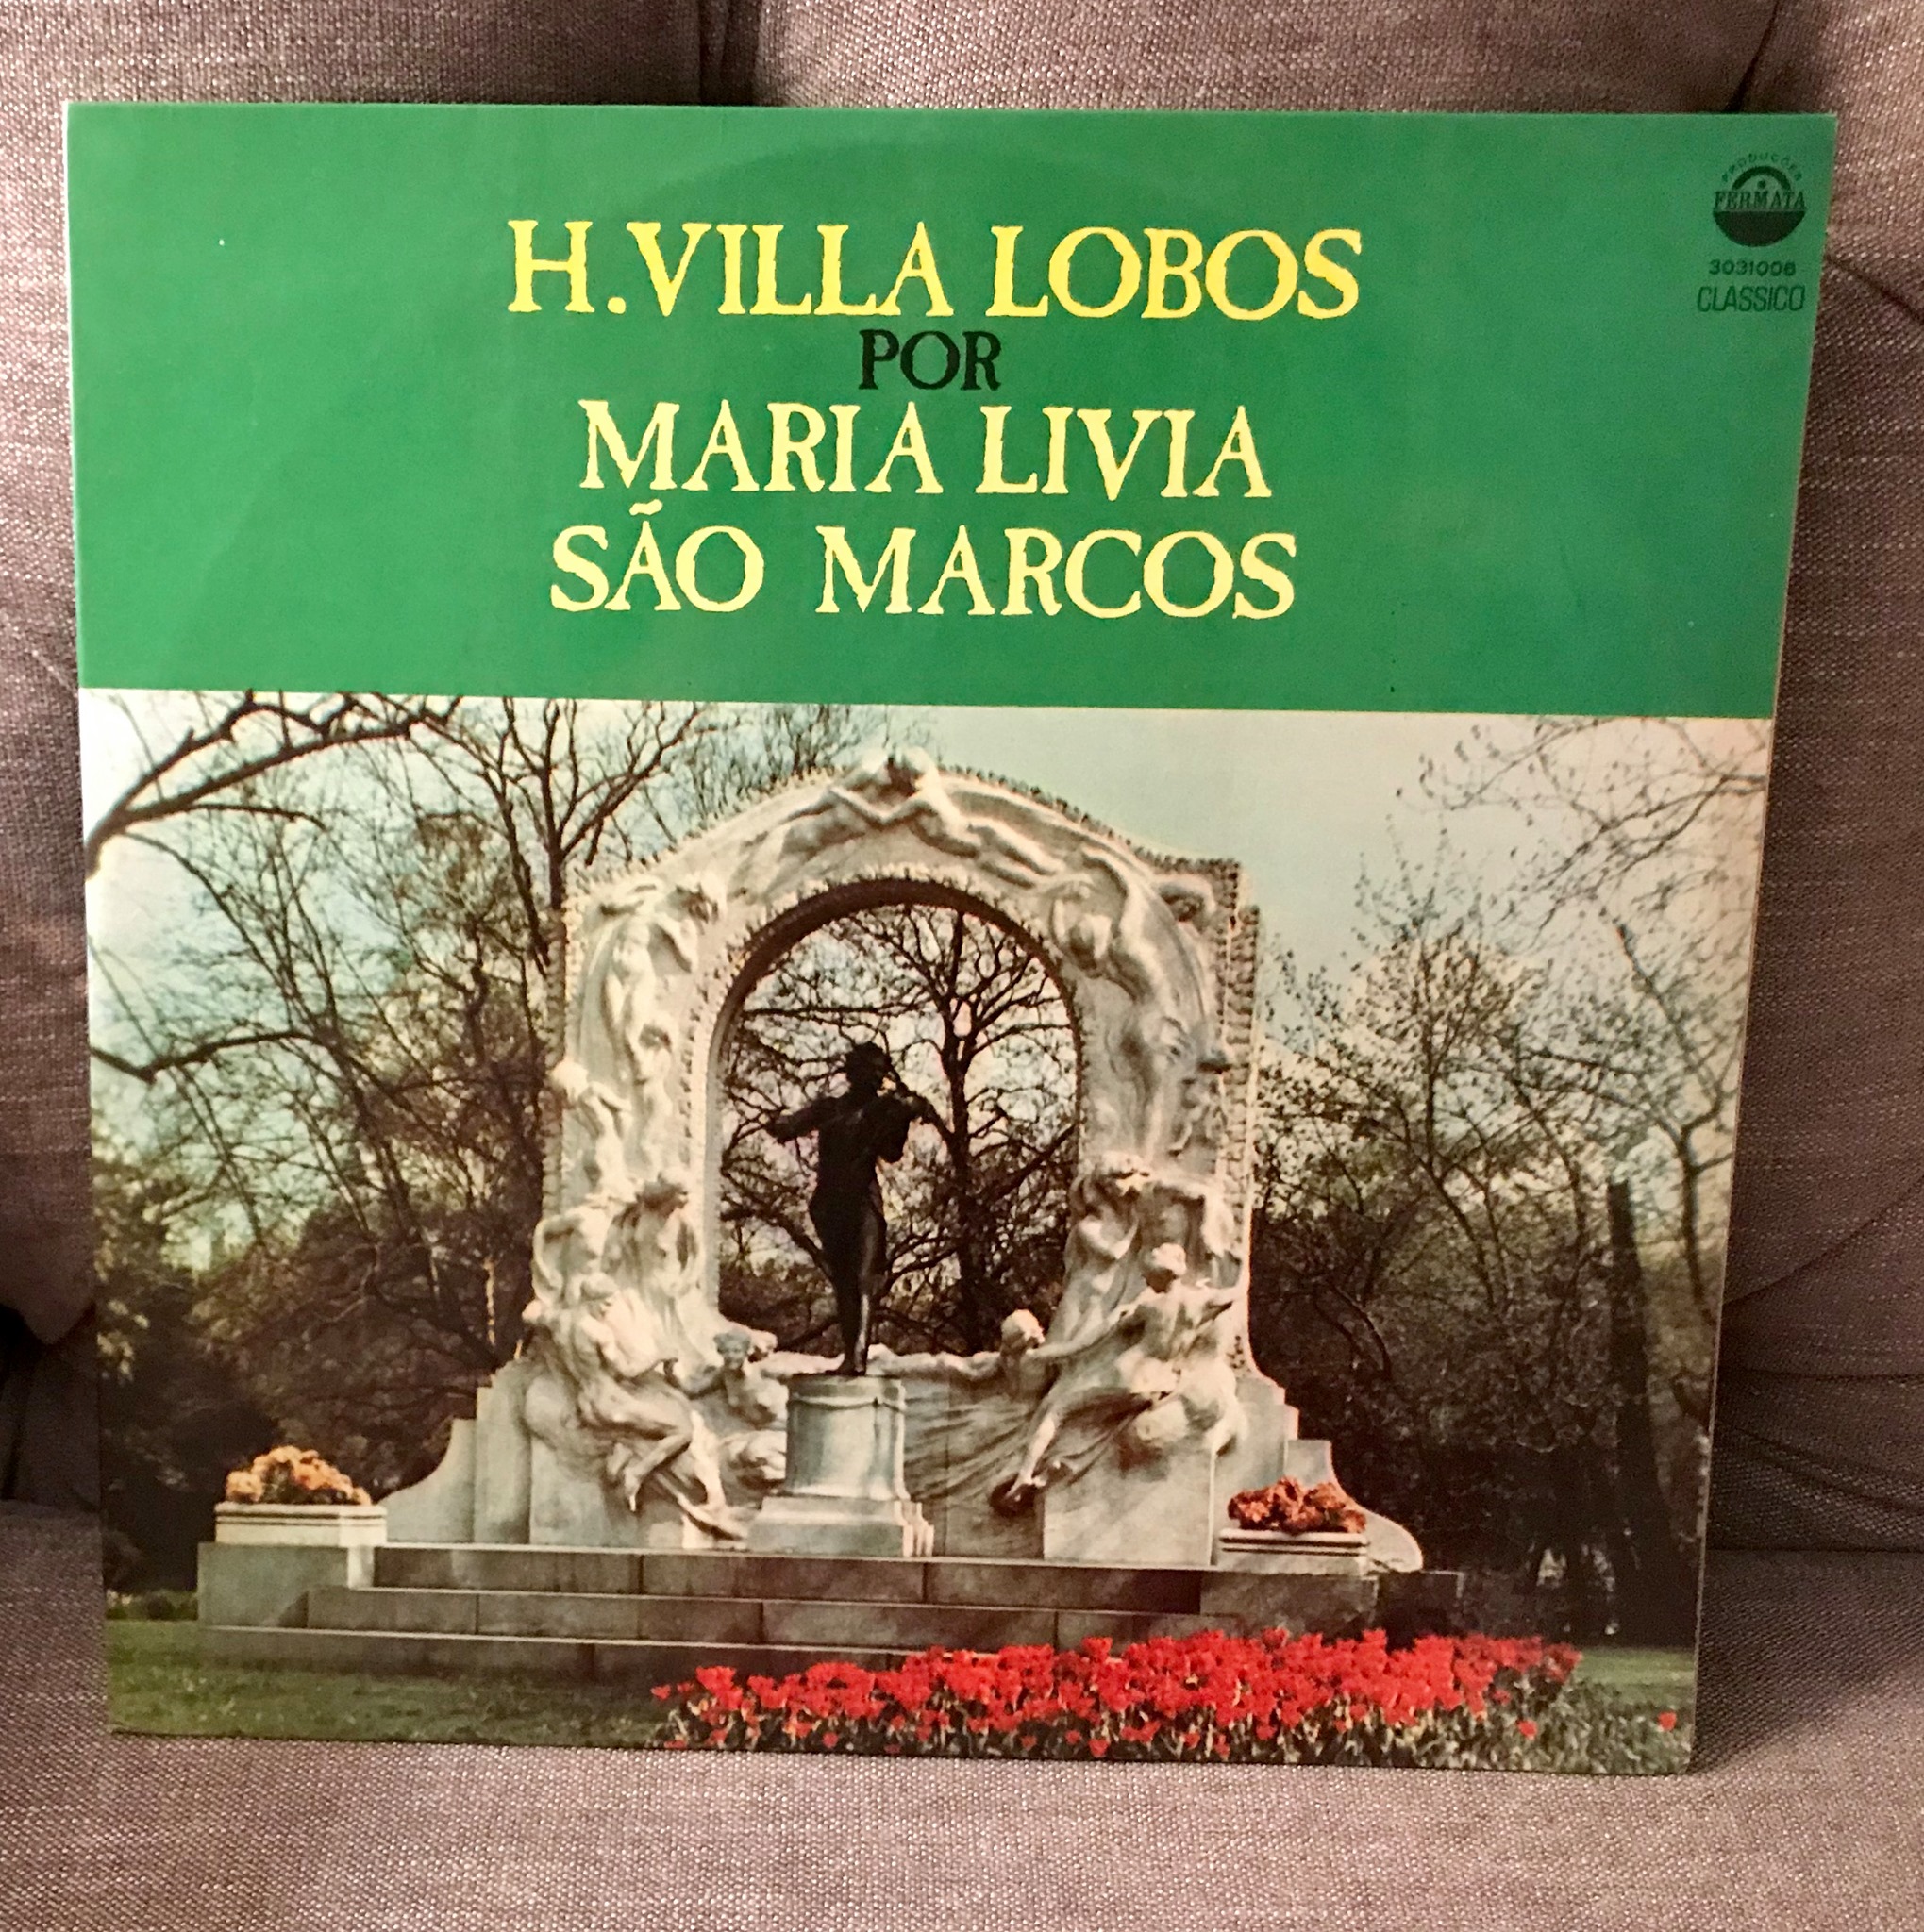 H.VILLA LOBOS
POR
MARIA LIVIA
SÃO MARCOS
PRODUÇÕES
FERMATA
3031006
CLASSICO